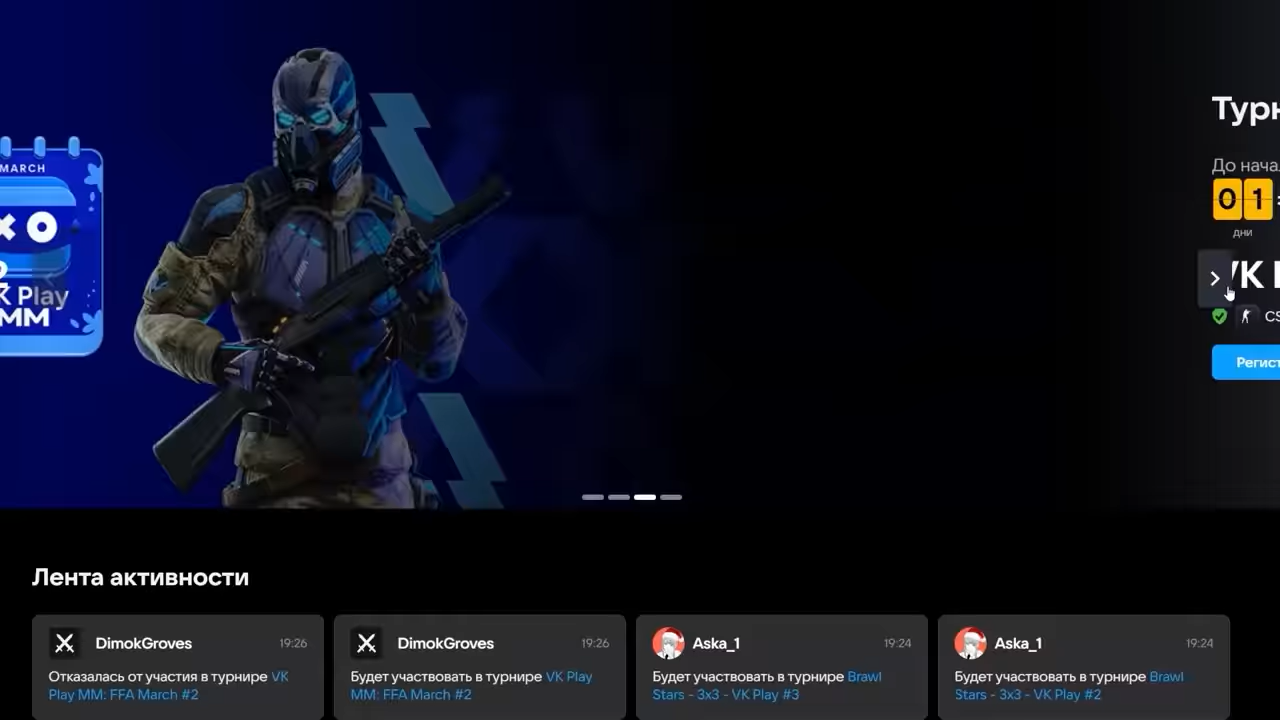 MARCH
K Play
MM
Турн
До нача
01
дни
VK
CS
Регист
Лента активности
DimokGroves
19:26
Отказалась от участия в турнире VK
Play MM: FFA March #2
DimokGroves
19:26
Будет участвовать в турнире VK Play
MM: FFA March #2
Aska_1
19:24
Будет участвовать в турнире Brawl
Stars - 3x3 - VK Play #3
Aska_1
19:24
Будет участвовать в турнире Brawl
Stars - 3x3 - VK Play #2